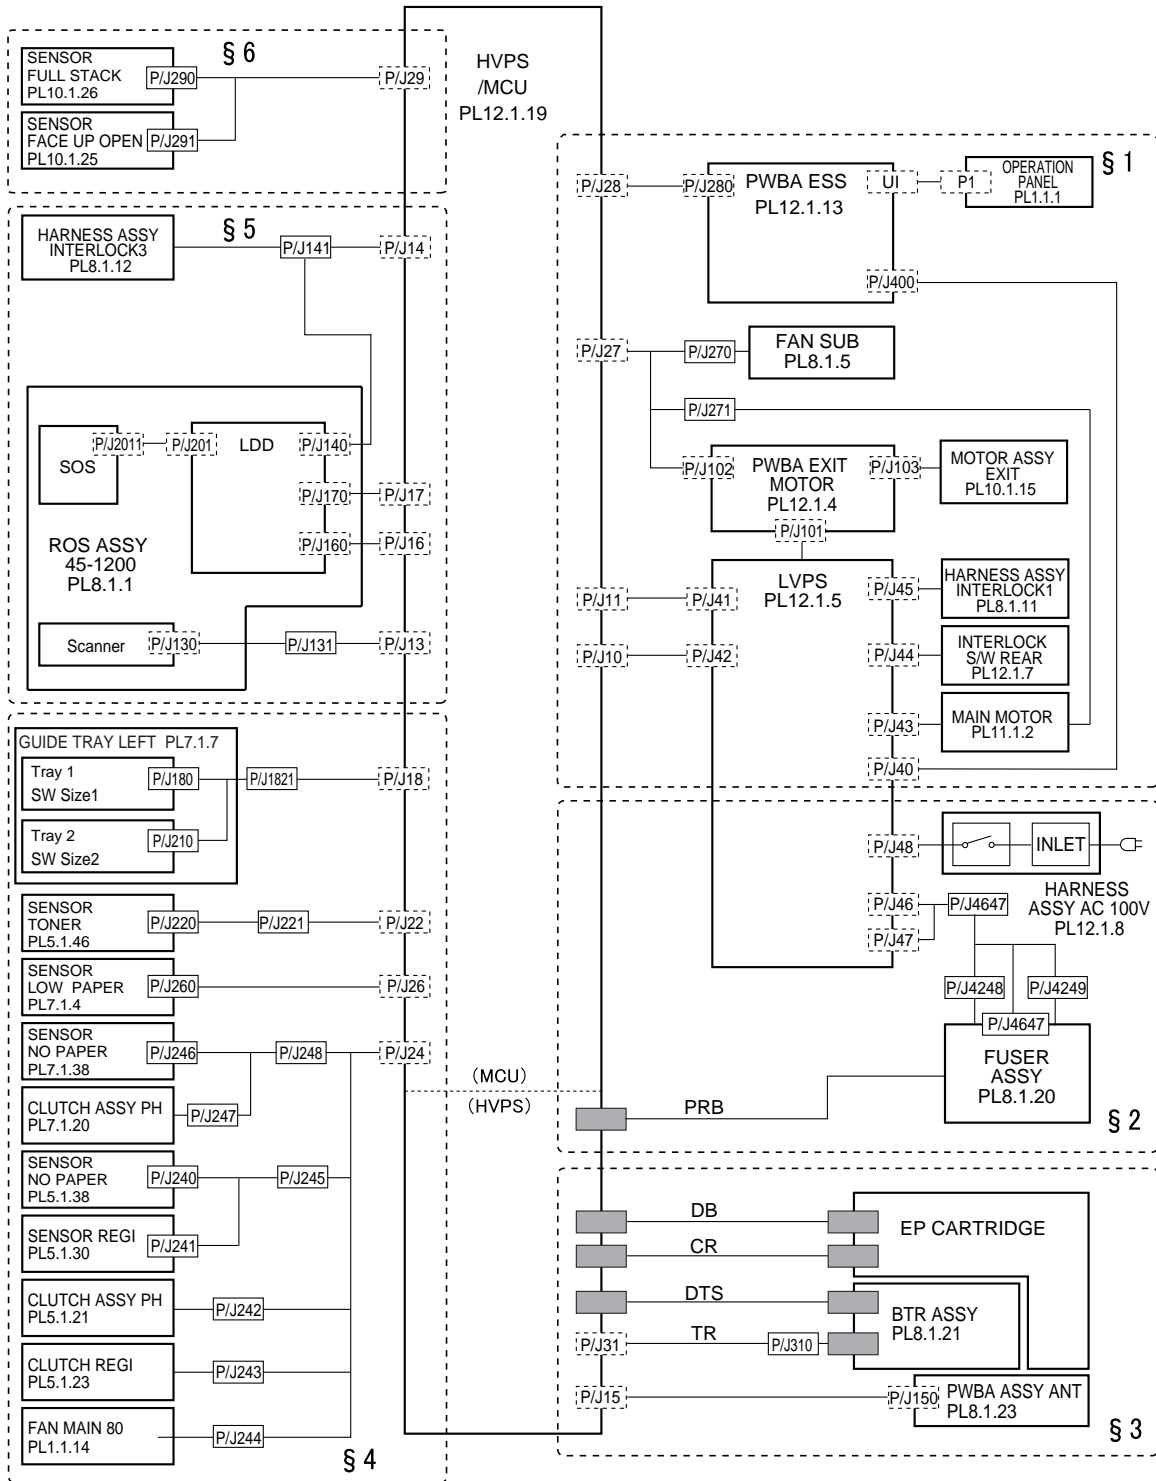 HVPS
/MCU
PL12.1.19
§ 6
SENSOR
FULL STACK
PL10.1.26
P/J290
P/J29
SENSOR
FACE UP OPEN
PL10.1.25
P/J291
§ 5
HARNESS ASSY
INTERLOCK3
PL8.1.12
P/J141
P/J14
SOS
P/J2011
P/J201
LDD
P/J140
P/J170
P/J17
P/J160
P/J16
ROS ASSY
45-1200
PL8.1.1
Scanner
P/J130
P/J131
P/J13
GUIDE TRAY LEFT PL7.1.7
Tray 1
SW Size1
P/J180
P/J1821
P/J18
Tray 2
SW Size2
P/J210
SENSOR
TONER
PL5.1.46
P/J220
P/J221
P/J22
SENSOR
LOW PAPER
PL7.1.4
P/J260
P/J26
SENSOR
NO PAPER
PL7.1.38
P/J246
P/J248
P/J24
CLUTCH ASSY PH
PL7.1.20
P/J247
SENSOR
NO PAPER
PL5.1.38
P/J240
P/J245
SENSOR REGI
PL5.1.30
P/J241
CLUTCH ASSY PH
PL5.1.21
P/J242
CLUTCH REGI
PL5.1.23
P/J243
FAN MAIN 80
PL1.1.14
P/J244
§ 4
(MCU)
(HVPS)
§ 1
P/J28
P/J280
PWBA ESS
PL12.1.13
UI
P1
OPERATION
PANEL
PL1.1.1
P/J400
P/J27
P/J270
FAN SUB
PL8.1.5
P/J271
P/J102
PWBA EXIT
MOTOR
PL12.1.4
P/J103
MOTOR ASSY
EXIT
PL10.1.15
P/J101
LVPS
PL12.1.5
P/J11
P/J41
P/J10
P/J42
P/J45
HARNESS ASSY
INTERLOCK1
PL8.1.11
P/J44
INTERLOCK
S/W REAR
PL12.1.7
P/J43
MAIN MOTOR
PL11.1.2
P/J40
P/J48
INLET
HARNESS
ASSY AC 100V
PL12.1.8
P/J46
P/J4647
P/J47
P/J4248
P/J4249
P/J4647
FUSER
ASSY
PL8.1.20
PRB
§ 2
DB
CR
EP CARTRIDGE
DTS
BTR ASSY
PL8.1.21
P/J31
TR
P/J310
P/J15
P/J150
PWBA ASSY ANT
PL8.1.23
§ 3